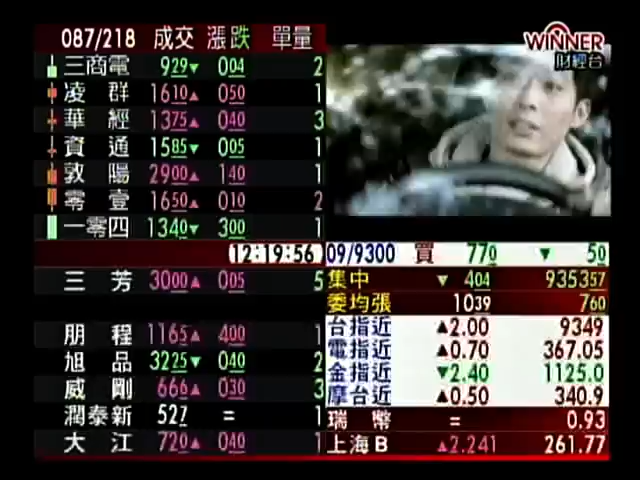 087/218 成交 漲跌 單量
三商電 929▼ 004 2
凌群 1610▲ 050 1
華經 1375▲ 040 3
資通 1585▼ 005 1
敦陽 2900▲ 140 1
零壹 1650▲ 010 2
一零四 1340▼ 300 1
12:19:56
三芳 3000▲ 005 5
朋程 1165▲ 400 1
旭品 3225▼ 040 2
威剛 666▲ 030 3
潤泰新 527 = 1
大江 720▲ 040 1
WINNER
財經台
09/9300 買 770 ▼ 50
集中 ▼ 404 935357
委均張 1039 760
台指近 ▲2.00 9349
電指近 ▲0.70 367.05
金指近 ▼2.40 1125.0
摩台近 ▲0.50 340.9
瑞幣 = 0.93
上海B ▲2.241 261.77